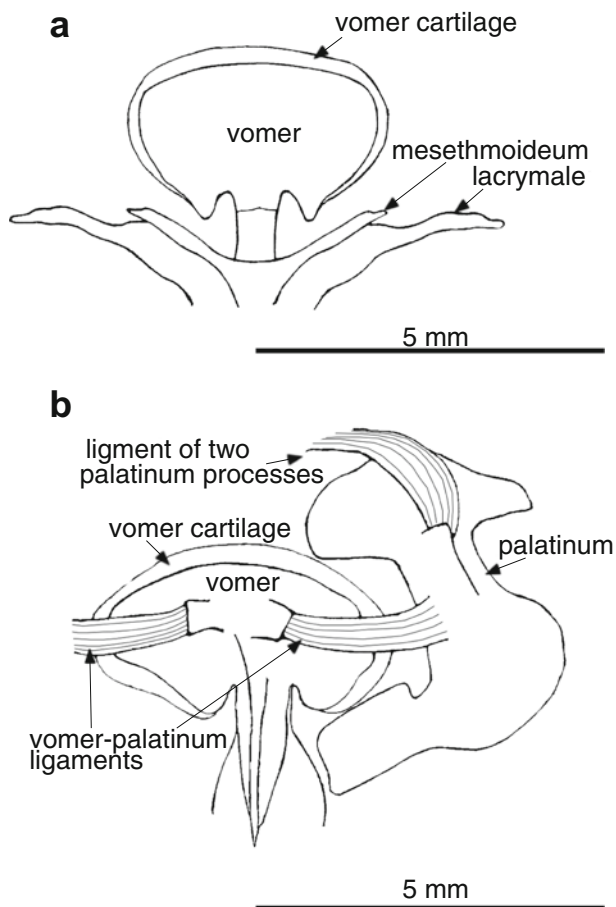 a
vomer cartilage
vomer
mesethmoideum
lacrymale
5 mm
b
ligment of two
palatinum processes
vomer cartilage
palatinum
vomer
vomer-palatinum
ligaments
5 mm